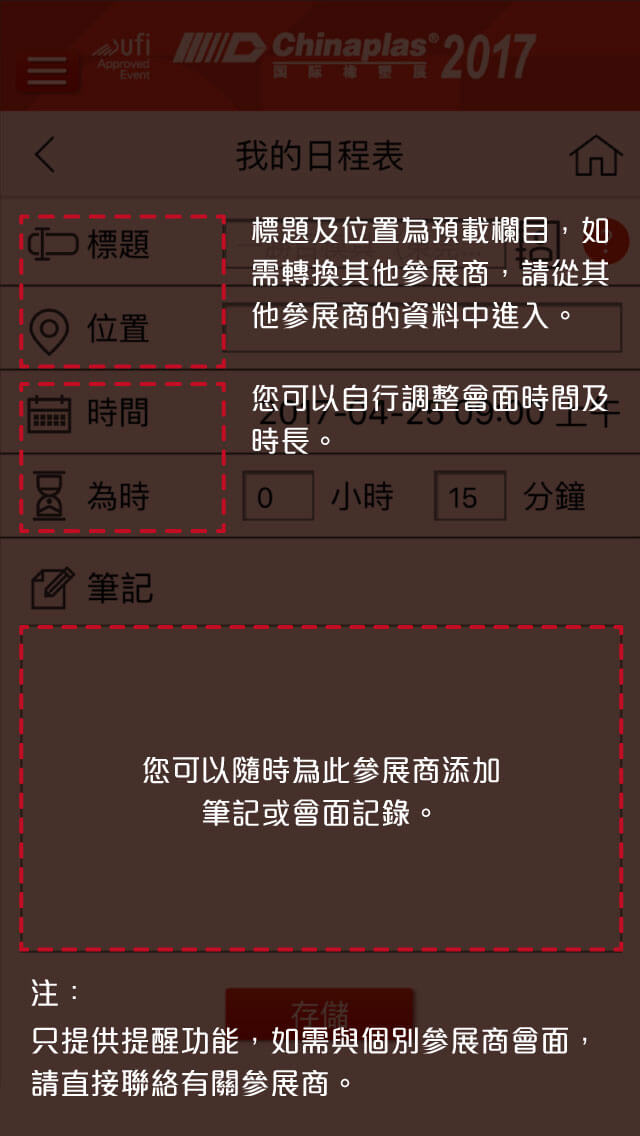 ufi
Approved
Event
Chinaplas® 2017
国际橡塑展
我的日程表
標題
標題及位置為預載欄目，如
需轉換其他參展商，請從其
他參展商的資料中進入。
位置
時間
2017-04-25 09:00 上午
您可以自行調整會面時間及
時長。
為時
0 小時 15 分鐘
筆記
您可以隨時為此參展商添加
筆記或會面記錄。
存儲
注：
只提供提醒功能，如需與個別參展商會面，
請直接聯絡有關參展商。